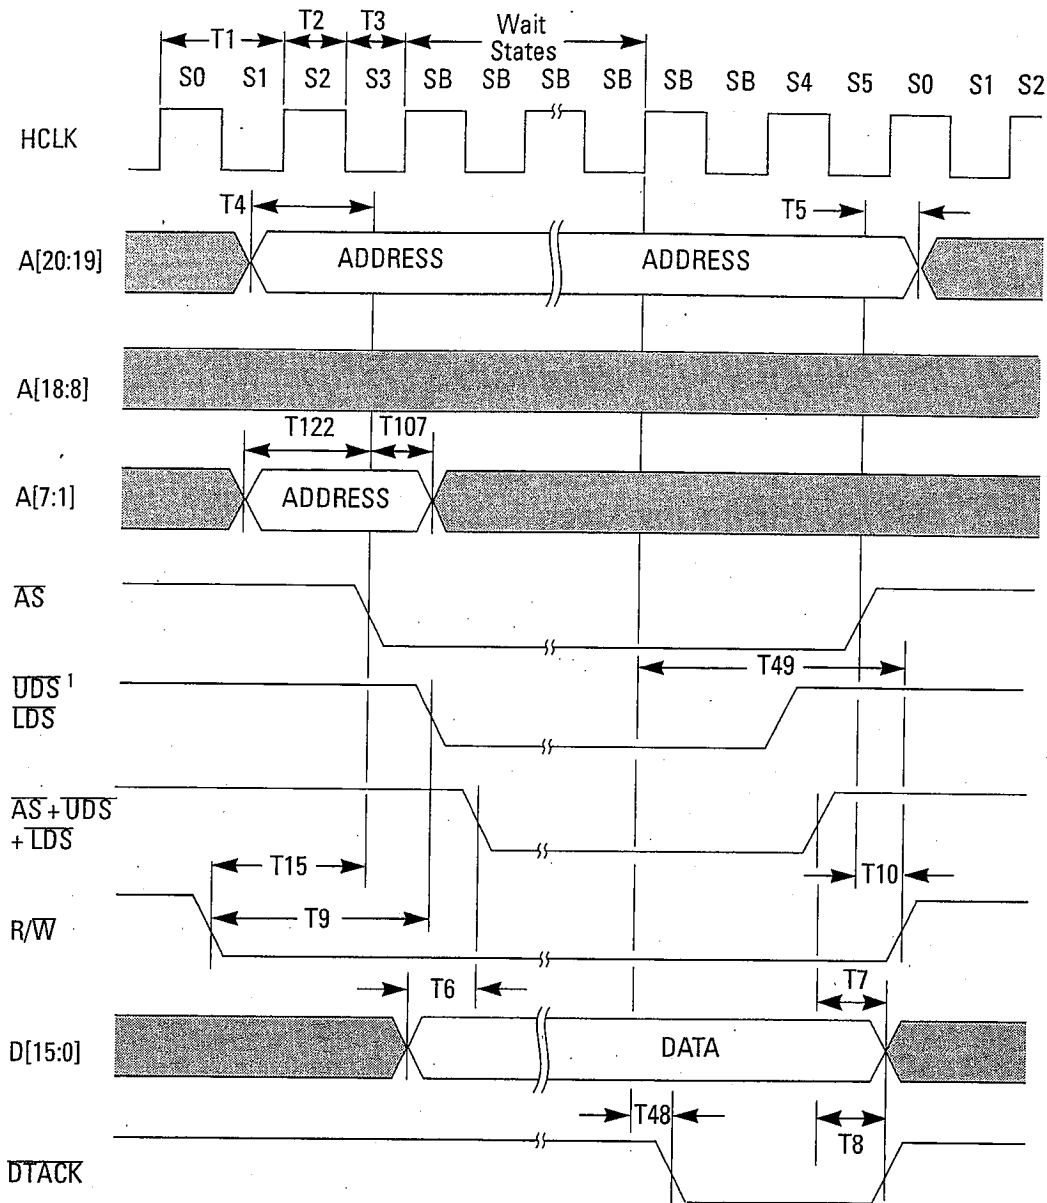 T1 T2 T3 Wait
States
S0 S1 S2 S3 SB SB SB SB SB SB S4 S5 S0 S1 S2
HCLK
T4 T5
A[20:19] ADDRESS ADDRESS
A[18:8]
T122 T107
A[7:1] ADDRESS
AS
T49
UDS 1
LDS
AS + UDS
+ LDS
T15 T10
R/W T9
T6 T7
D[15:0] DATA
T48 T8
DTACK